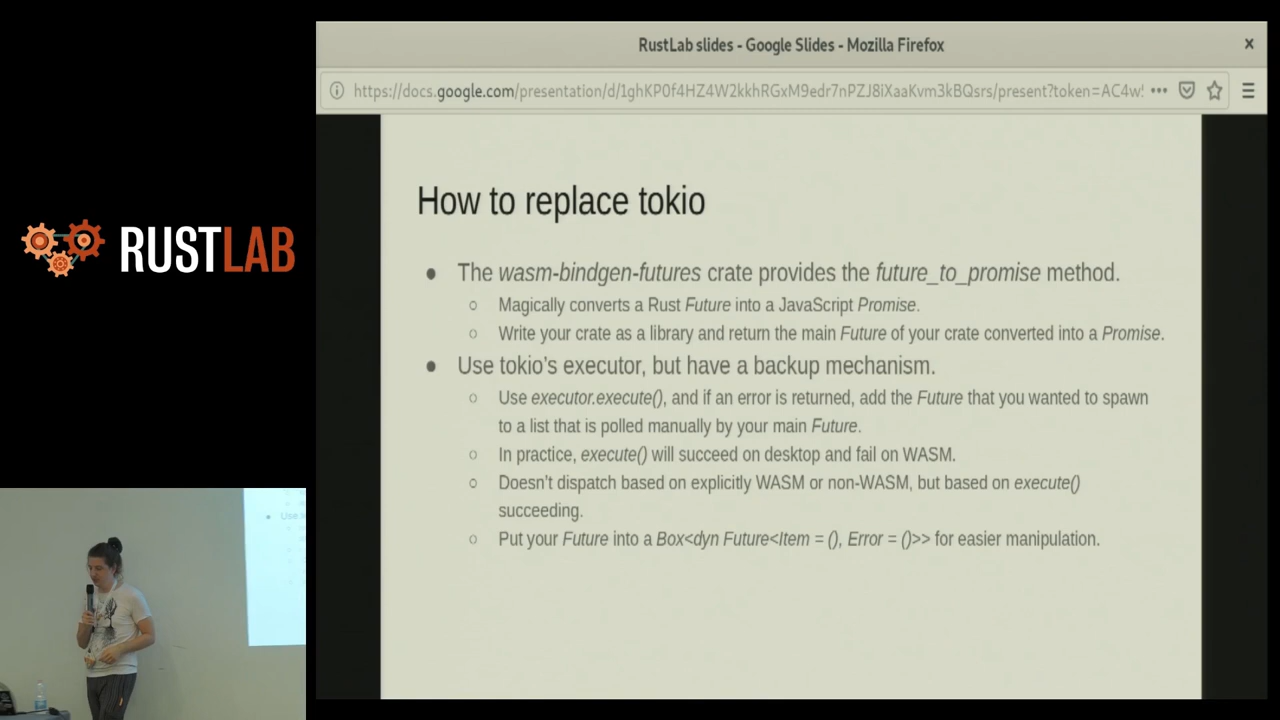 RustLab slides - Google Slides - Mozilla Firefox
https://docs.google.com/presentation/d/1ghKP0f4HZ4W2kkhRGxM9edr7nPZJ8iXaaKvm3kBQsrs/present?token=AC4w!
How to replace tokio
● The wasm-bindgen-futures crate provides the future_to_promise method.
○ Magically converts a Rust Future into a JavaScript Promise.
○ Write your crate as a library and return the main Future of your crate converted into a Promise.
● Use tokio's executor, but have a backup mechanism.
○ Use executor.execute(), and if an error is returned, add the Future that you wanted to spawn
to a list that is polled manually by your main Future.
○ In practice, execute() will succeed on desktop and fail on WASM.
○ Doesn't dispatch based on explicitly WASM or non-WASM, but based on execute()
succeeding.
○ Put your Future into a Box<dyn Future<Item = (), Error = ()>> for easier manipulation.
RUSTLAB